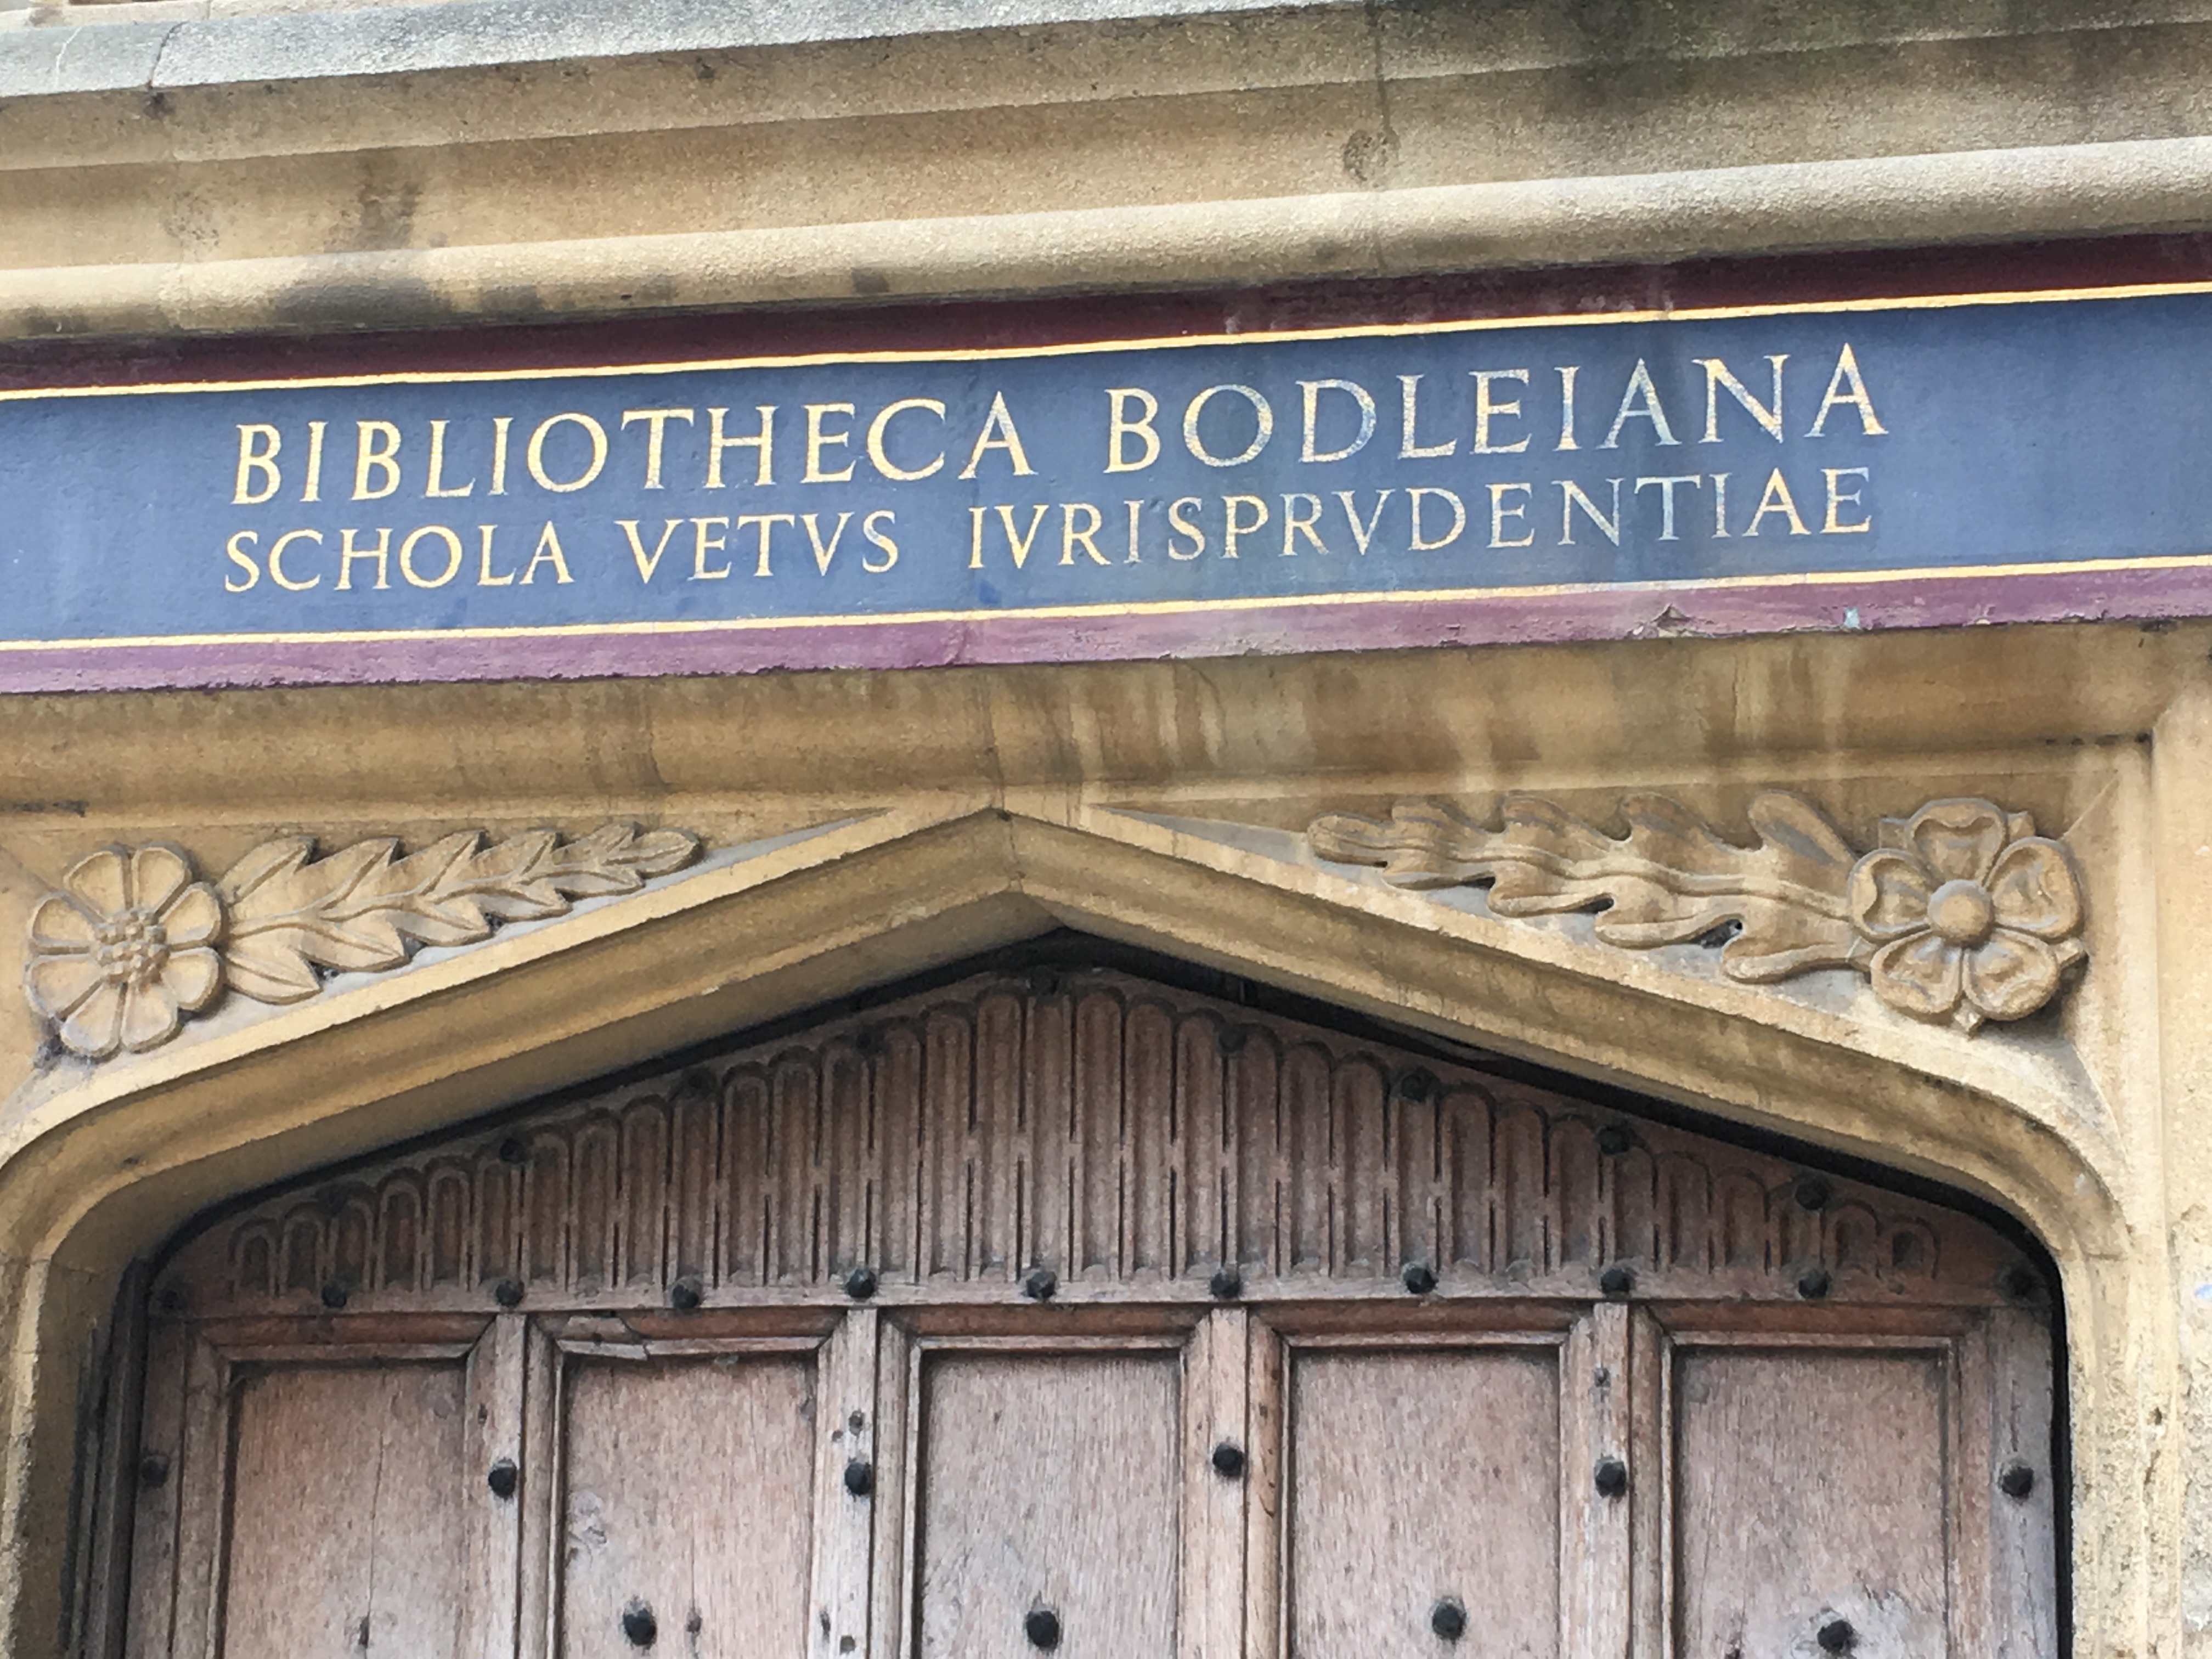 BIBLIOTHECA BODLEIANA
SCHOLA VETVS IVRISPRVDENTIAE